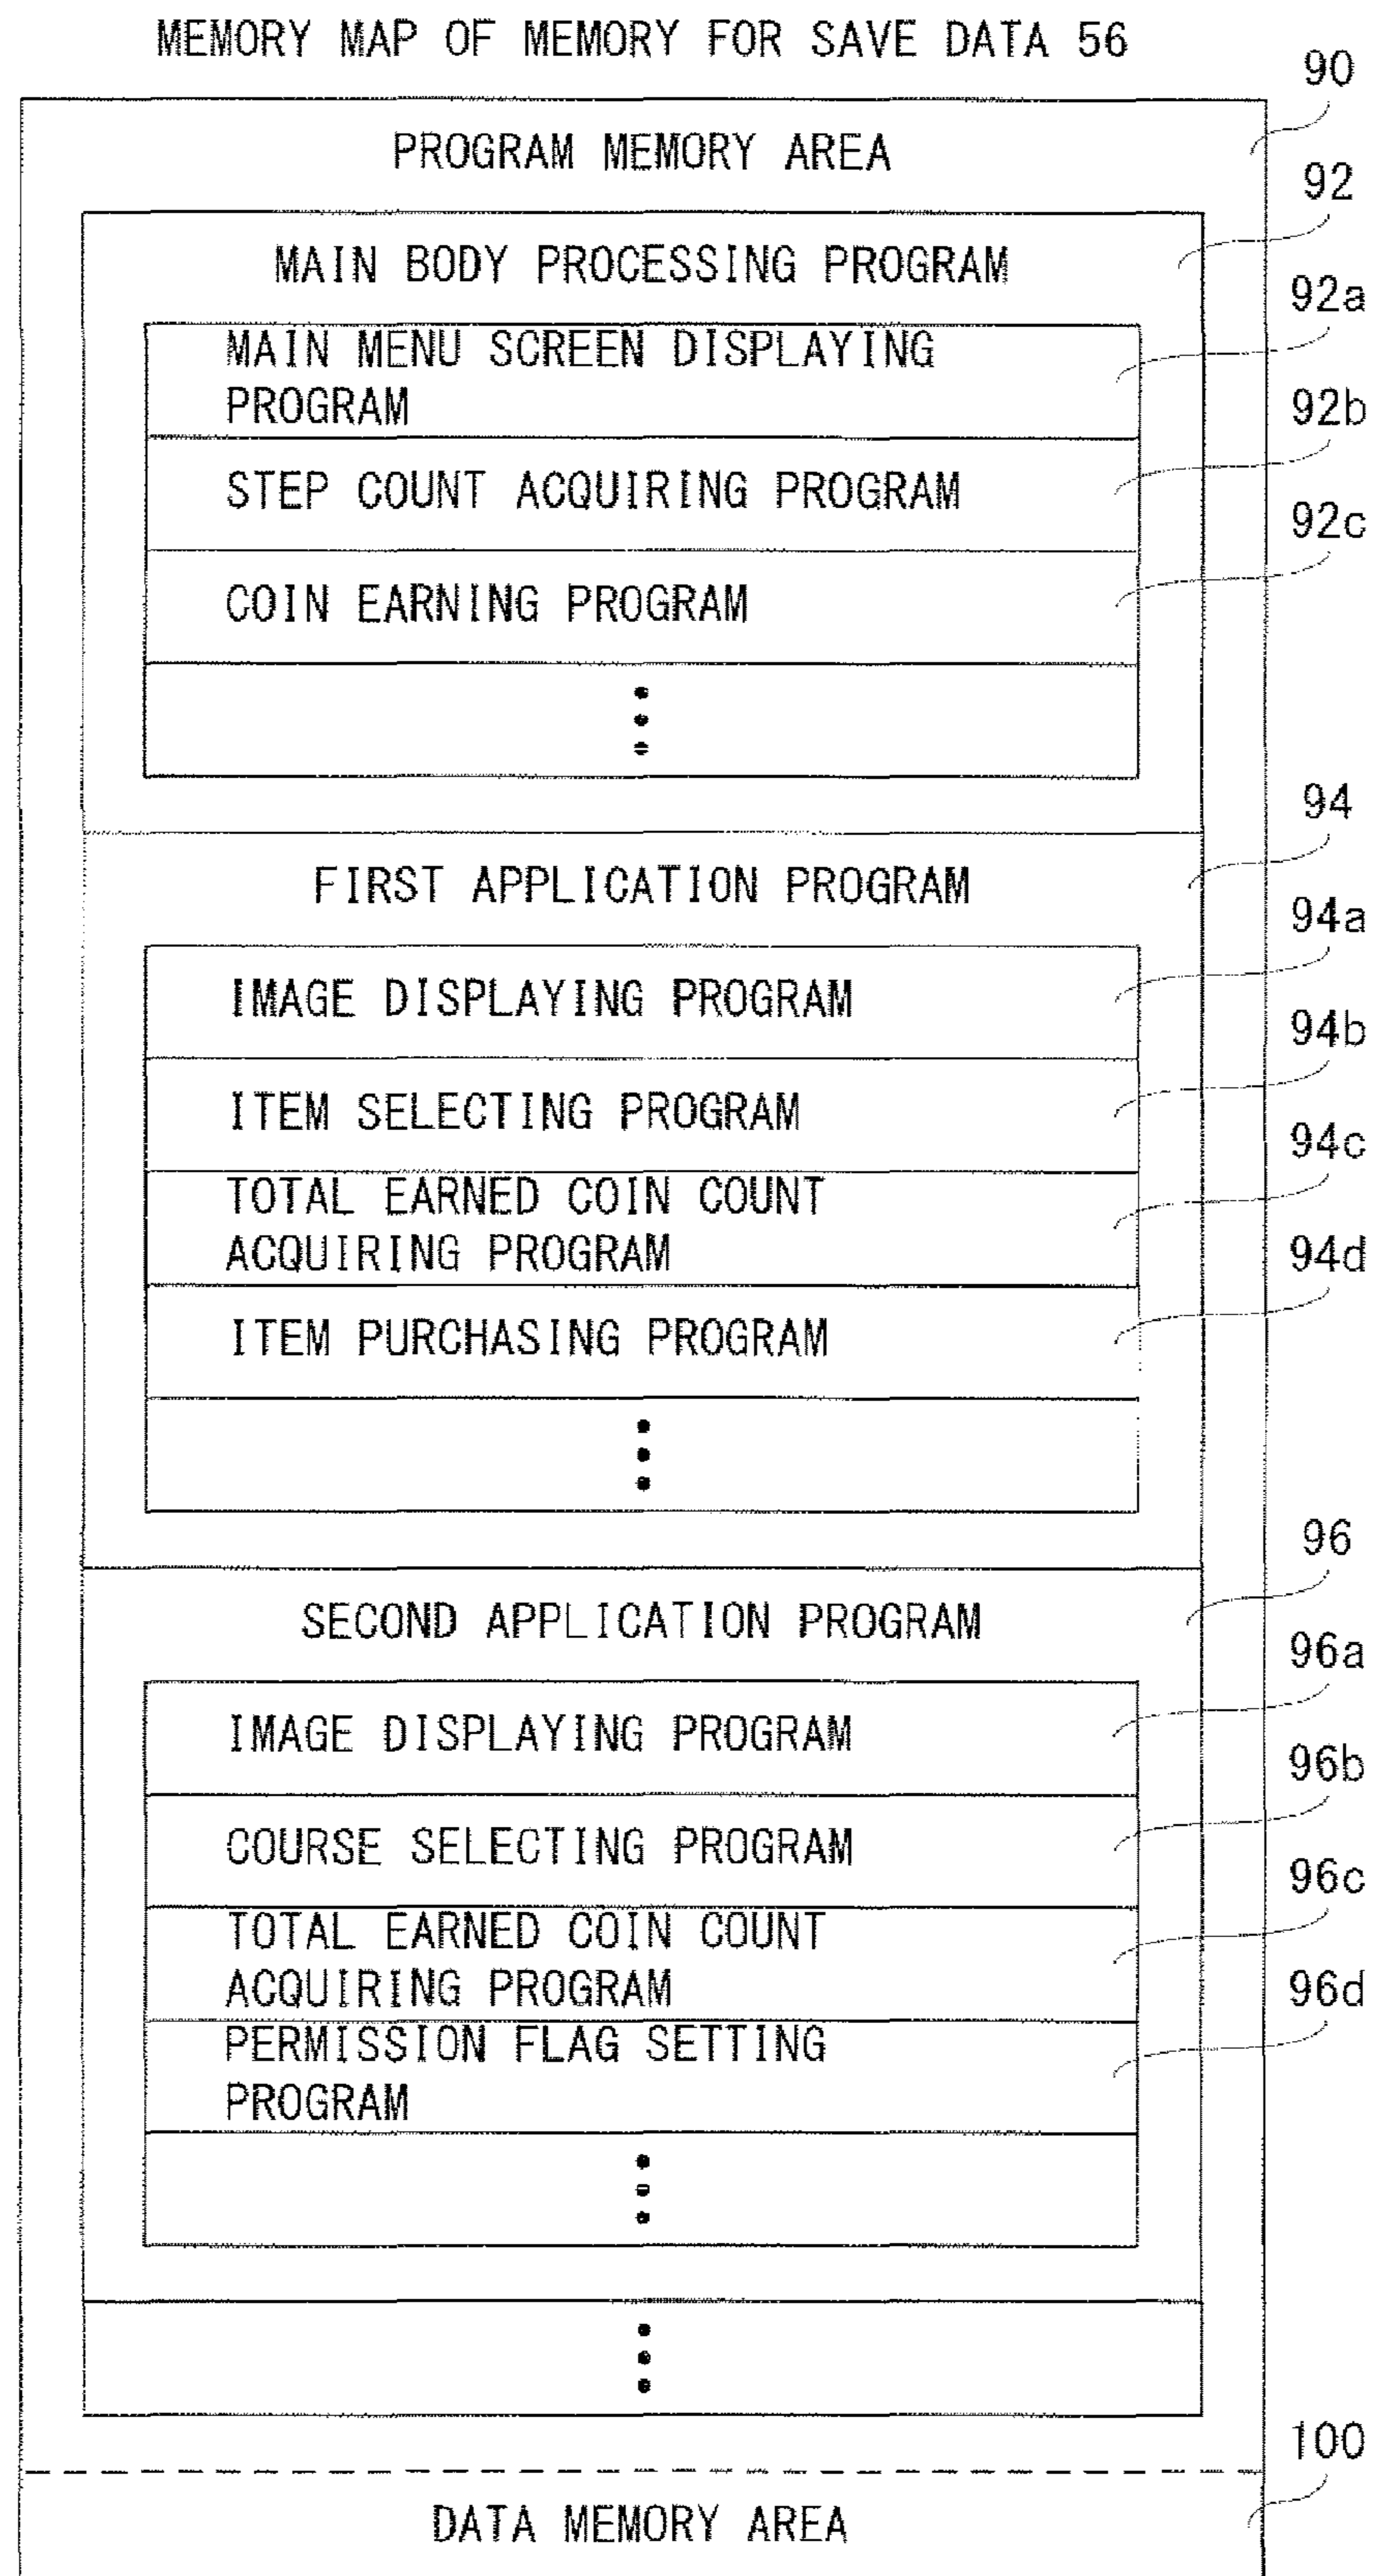 MEMORY MAP OF MEMORY FOR SAVE DATA 56
90
PROGRAM MEMORY AREA
92
MAIN BODY PROCESSING PROGRAM
92a
MAIN MENU SCREEN DISPLAYING
PROGRAM
92b
STEP COUNT ACQUIRING PROGRAM
92c
COIN EARNING PROGRAM
94
FIRST APPLICATION PROGRAM
94a
IMAGE DISPLAYING PROGRAM
94b
ITEM SELECTING PROGRAM
94c
TOTAL EARNED COIN COUNT
ACQUIRING PROGRAM
94d
ITEM PURCHASING PROGRAM
96
SECOND APPLICATION PROGRAM
96a
IMAGE DISPLAYING PROGRAM
96b
COURSE SELECTING PROGRAM
96c
TOTAL EARNED COIN COUNT
ACQUIRING PROGRAM
96d
PERMISSION FLAG SETTING
PROGRAM
100
DATA MEMORY AREA